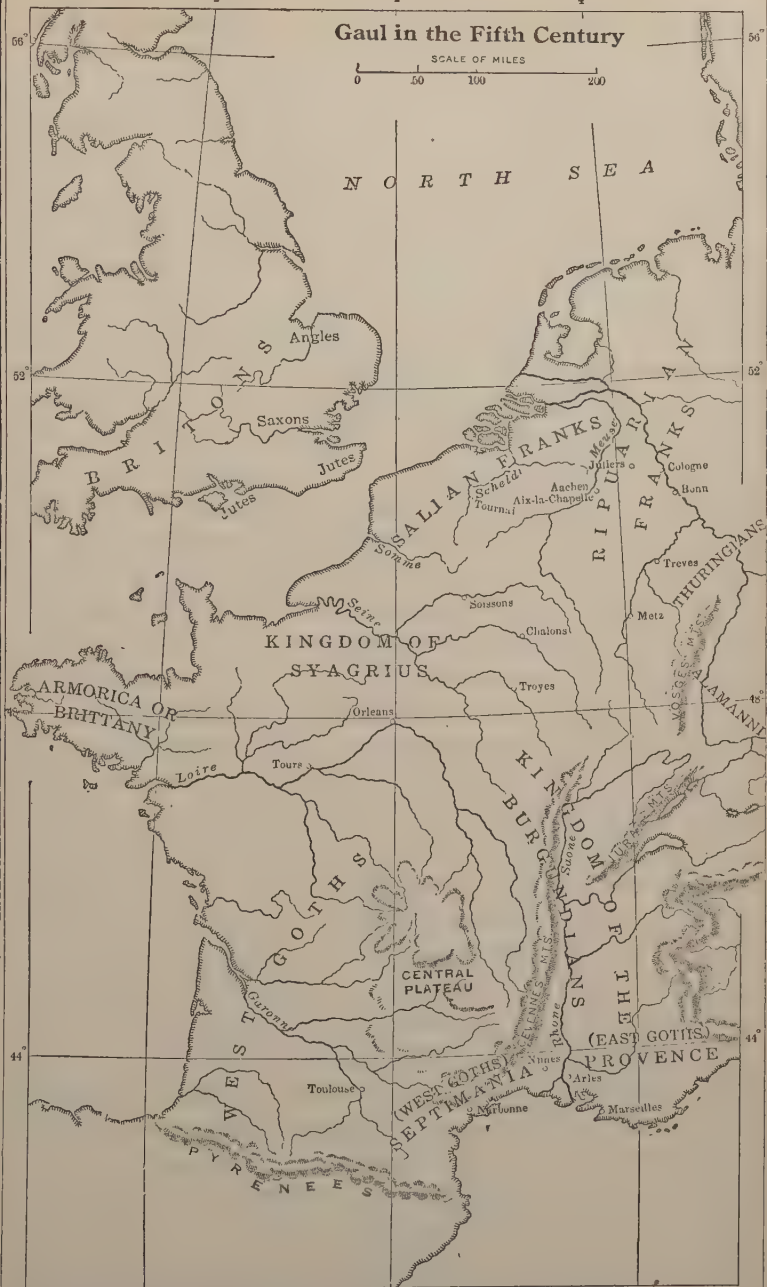 Gaul in the Fifth Century
SCALE OF MILES
0 50 100 200
56°
56°
NORTH SEA
Angles
52°
52°
BRITONS
Saxons
Jutes
Jutes
SALIAN FRANKS
RIPUARIAN
FRANKS
Meuse
Juliers
Cologne
Scheldt
Aachen
Bonn
Tournai
Aix-la-Chapelle
Somme
Treves
THURINGIANS
Seine
Soissons
Metz
Chalons
KINGDOM OF
SYAGRIUS
VOSGES MTS.
Troyes
ARMORICA OR
BRITTANY
ALAMANNI
48°
Orleans
Loire
Tours
KINGDOM OF THE
BURGUNDIANS
JURA MTS.
Saone
WEST GOTHS
CENTRAL
PLATEAU
CEVENNES MTS.
Garonne
Rhone
(EAST GOTHS)
PROVENCE
44°
44°
Nimes
(WEST GOTHS)
SEPTIMANIA
Toulouse
Arles
Narbonne
Marseilles
PYRENEES